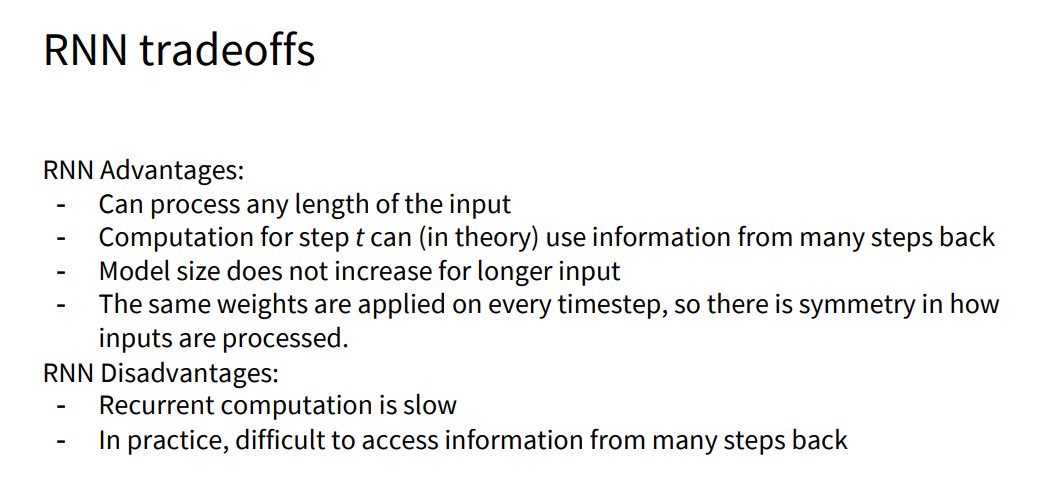 RNN tradeoffs
RNN Advantages:
- Can process any length of the input
- Computation for step t can (in theory) use information from many steps back
- Model size does not increase for longer input
- The same weights are applied on every timestep, so there is symmetry in how
inputs are processed.
RNN Disadvantages:
- Recurrent computation is slow
- In practice, difficult to access information from many steps back